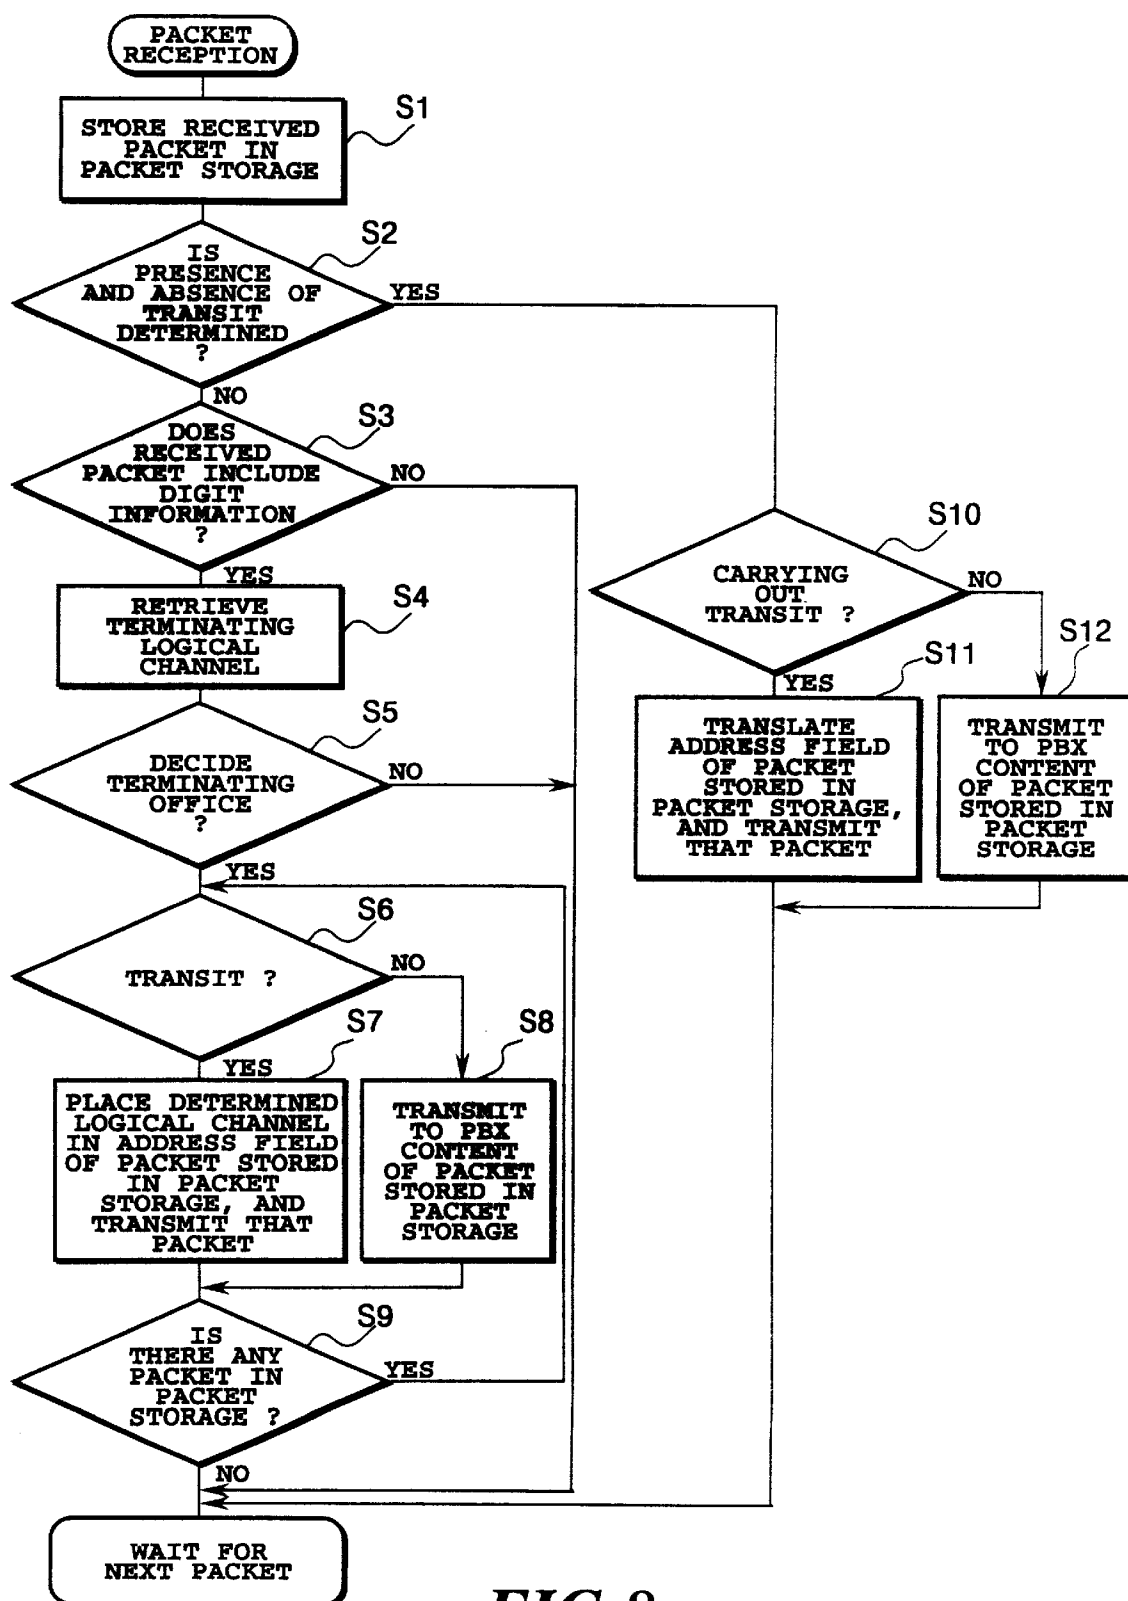 PACKET
RECEPTION
S1
STORE RECEIVED
PACKET IN
PACKET STORAGE
S2
IS
PRESENCE
AND ABSENCE OF
TRANSIT
DETERMINED
?
YES
NO
S3
DOES
RECEIVED
PACKET INCLUDE
DIGIT
INFORMATION
?
NO
YES
S4
RETRIEVE
TERMINATING
LOGICAL
CHANNEL
S5
DECIDE
TERMINATING
OFFICE
?
NO
YES
S6
TRANSIT ?
NO
YES
S7
PLACE DETERMINED
LOGICAL CHANNEL
IN ADDRESS FIELD
OF PACKET STORED
IN PACKET
STORAGE, AND
TRANSMIT THAT
PACKET
S8
TRANSMIT
TO PBX
CONTENT
OF PACKET
STORED IN
PACKET
STORAGE
S9
IS
THERE ANY
PACKET IN
PACKET
STORAGE ?
YES
NO
S10
CARRYING
OUT
TRANSIT ?
NO
YES
S11
TRANSLATE
ADDRESS FIELD
OF PACKET
STORED IN
PACKET STORAGE,
AND TRANSMIT
THAT PACKET
S12
TRANSMIT
TO PBX
CONTENT
OF PACKET
STORED IN
PACKET
STORAGE
WAIT FOR
NEXT PACKET